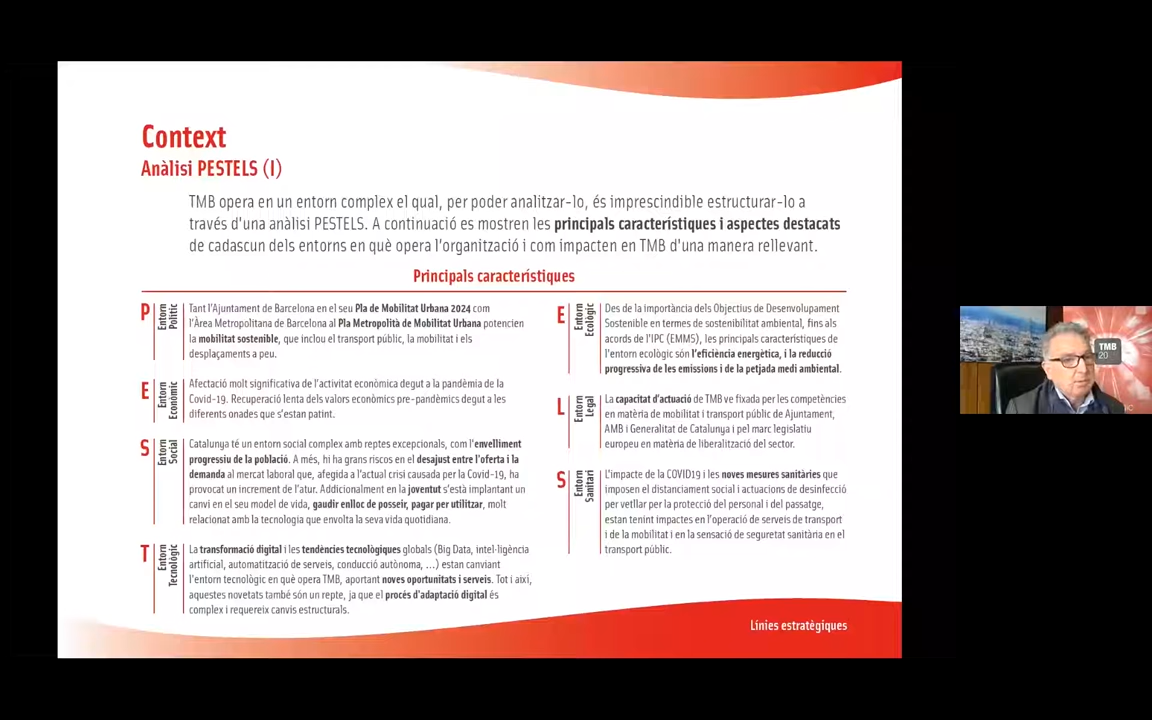 Context
Anàlisi PESTELS (I)
TMB opera en un entorn complex el qual, per poder analitzar-lo, és imprescindible estructurar-lo a
través d'una anàlisi PESTELS. A continuació es mostren les principals característiques i aspectes destacats
de cadascun dels entorns en què opera l'organització i com impacten en TMB d'una manera rellevant.
Principals característiques
P
Entorn
Polític
Tant l'Ajuntament de Barcelona en el seu Pla de Mobilitat Urbana 2024 com
l'Àrea Metropolitana de Barcelona al Pla Metropolità de Mobilitat Urbana potencien
la mobilitat sostenible, que inclou el transport públic, la mobilitat i els
desplaçaments a peu.
E
Entorn
Econòmic
Afectació molt significativa de l'activitat econòmica degut a la pandèmia de la
Covid-19. Recuperació lenta dels valors econòmics pre-pandèmics degut a les
diferents onades que s'estan patint.
S
Entorn
Social
Catalunya té un entorn social complex amb reptes excepcionals, com l'envelliment
progressiu de la població. A més, hi ha grans riscos en el desajust entre l'oferta i la
demanda al mercat laboral que, afegida a l'actual crisi causada per la Covid-19, ha
provocat un increment de l'atur. Addicionalment en la joventut s'està implantant un
canvi en el seu model de vida, gaudir enlloc de posseir, pagar per utilitzar, molt
relacionat amb la tecnologia que envolta la seva vida quotidiana.
T
Entorn
Tecnològic
La transformació digital i les tendències tecnològiques globals (Big Data, intel·ligència
artificial, automatització de serveis, conducció autònoma, ...) estan canviant
l'entorn tecnològic en què opera TMB, aportant noves oportunitats i serveis. Tot i així,
aquestes novetats també són un repte, ja que el procés d'adaptació digital és
complex i requereix canvis estructurals.
E
Entorn
Ecològic
Des de la importància dels Objectius de Desenvolupament
Sostenible en termes de sostenibilitat ambiental, fins als
acords de l'IPC (EMMS), les principals característiques de
l'entorn ecològic són l'eficiència energètica, i la reducció
progressiva de les emissions i de la petjada medi ambiental.
L
Entorn
Legal
La capacitat d'actuació de TMB ve fixada per les competències
en matèria de mobilitat i transport públic de Ajuntament,
AMB i Generalitat de Catalunya i pel marc legislatiu
europeu en matèria de liberalització del sector.
S
Entorn
Sanitari
L'impacte de la COVID19 i les noves mesures sanitàries que
imposen el distanciament social i actuacions de desinfecció
per vetllar per la protecció del personal i del passatge,
estan tenint impactes en l'operació de serveis de transport
i de la mobilitat i en la sensació de seguretat sanitària en el
transport públic.
Línies estratègiques
TMB
20